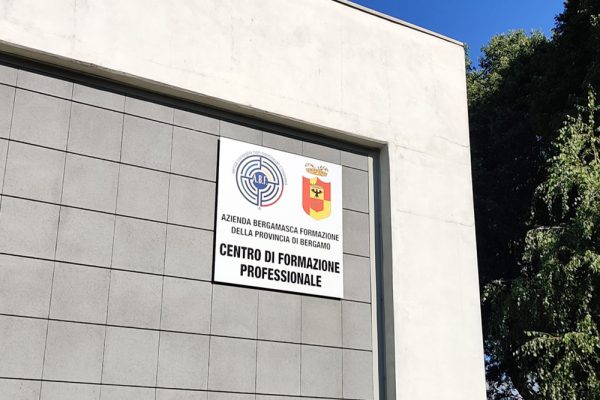 A.B.F.
AZIENDA BERGAMASCA FORMAZIONE
DELLA PROVINCIA DI BERGAMO
CENTRO DI FORMAZIONE
PROFESSIONALE